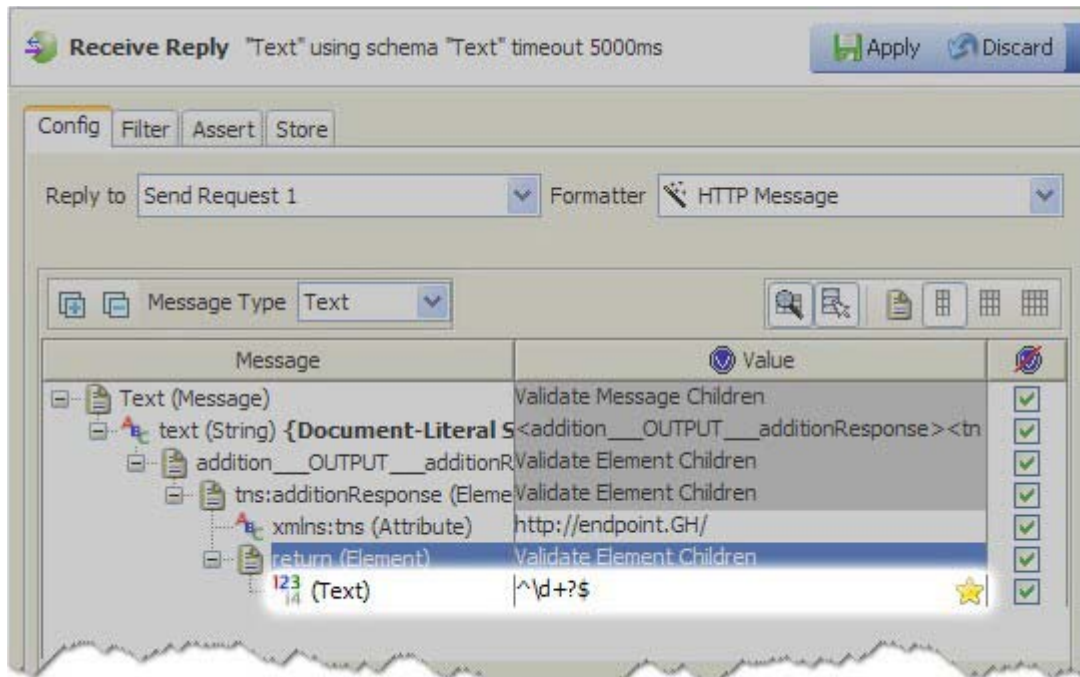 Receive Reply "Text" using schema "Text" timeout 5000ms Apply Discard
Config Filter Assert Store
Reply to Send Request 1 Formatter HTTP Message
Message Type Text
Message Value
Text (Message) Validate Message Children
text (String) {Document-Literal S <addition___OUTPUT___additionResponse><tn
addition___OUTPUT___additionR Validate Element Children
tns:additionResponse (Eleme Validate Element Children
xmlns:tns (Attribute) http://endpoint.GH/
return (Element) Validate Element Children
(Text) ^\d+?$